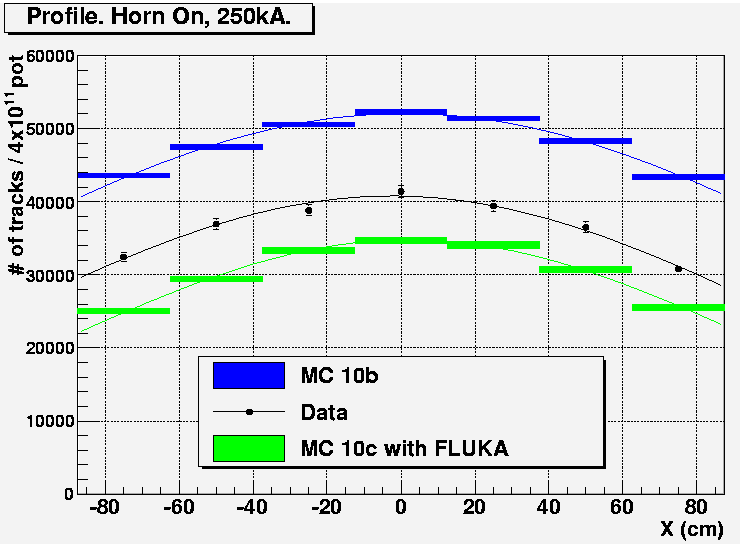 Profile. Horn On, 250kA.
# of tracks / 4x10¹¹ pot
60000
50000
40000
30000
20000
10000
0
MC 10b
Data
MC 10c with FLUKA
-80 -60 -40 -20 0 20 40 60 80
X (cm)